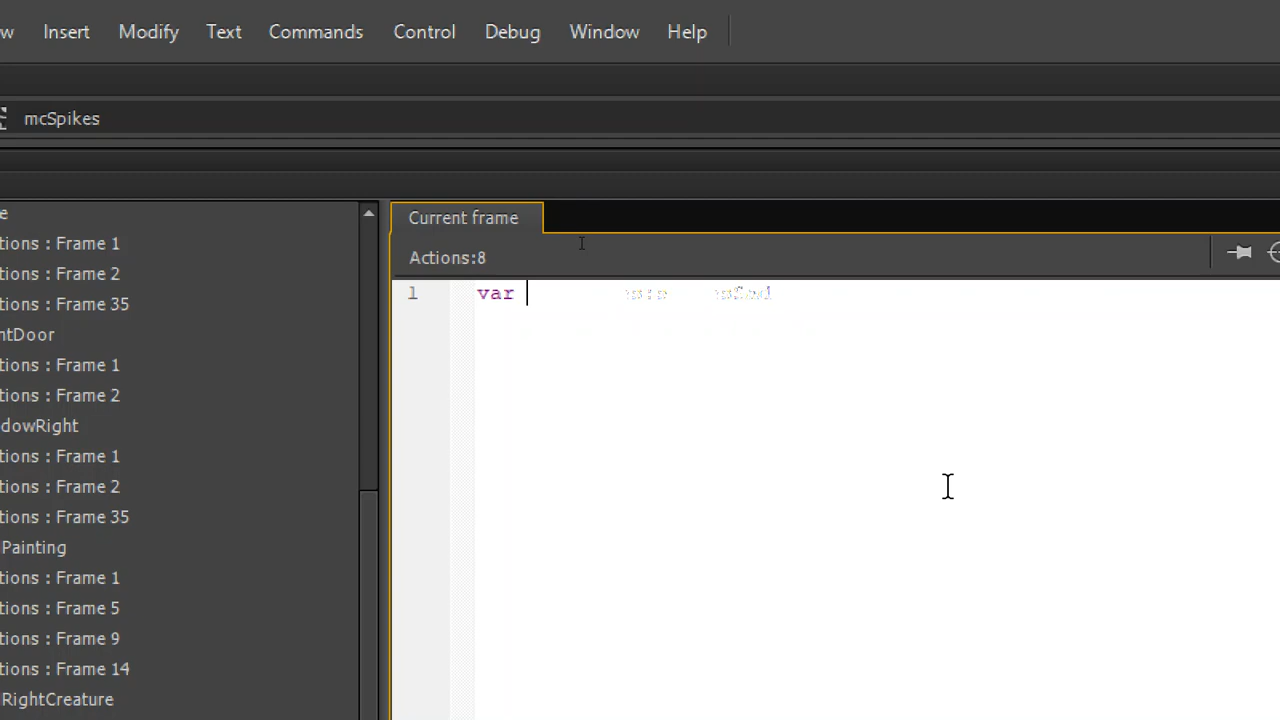 w Insert Modify Text Commands Control Debug Window Help
mcSpikes
e
tions : Frame 1
tions : Frame 2
tions : Frame 35
ntDoor
tions : Frame 1
tions : Frame 2
dowRight
tions : Frame 1
tions : Frame 2
tions : Frame 35
Painting
tions : Frame 1
tions : Frame 5
tions : Frame 9
tions : Frame 14
RightCreature
Current frame
Actions:8
1 var